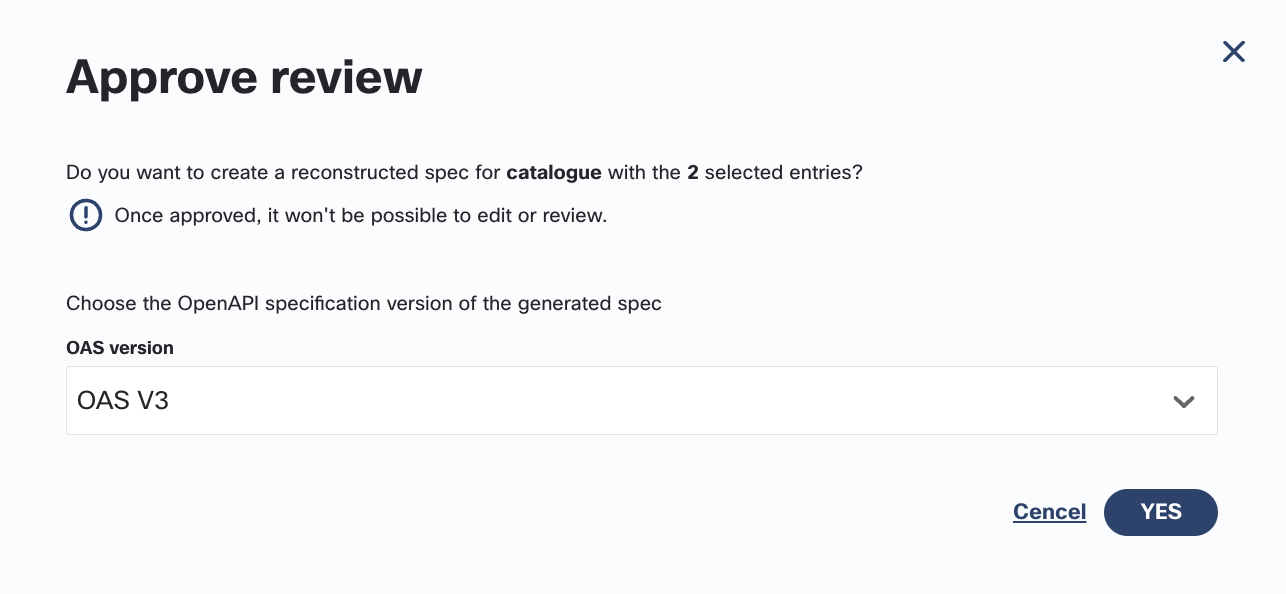 Approve review
Do you want to create a reconstructed spec for catalogue with the 2 selected entries?
Once approved, it won't be possible to edit or review.
Choose the OpenAPI specification version of the generated spec
OAS version
OAS V3
Cencel YES